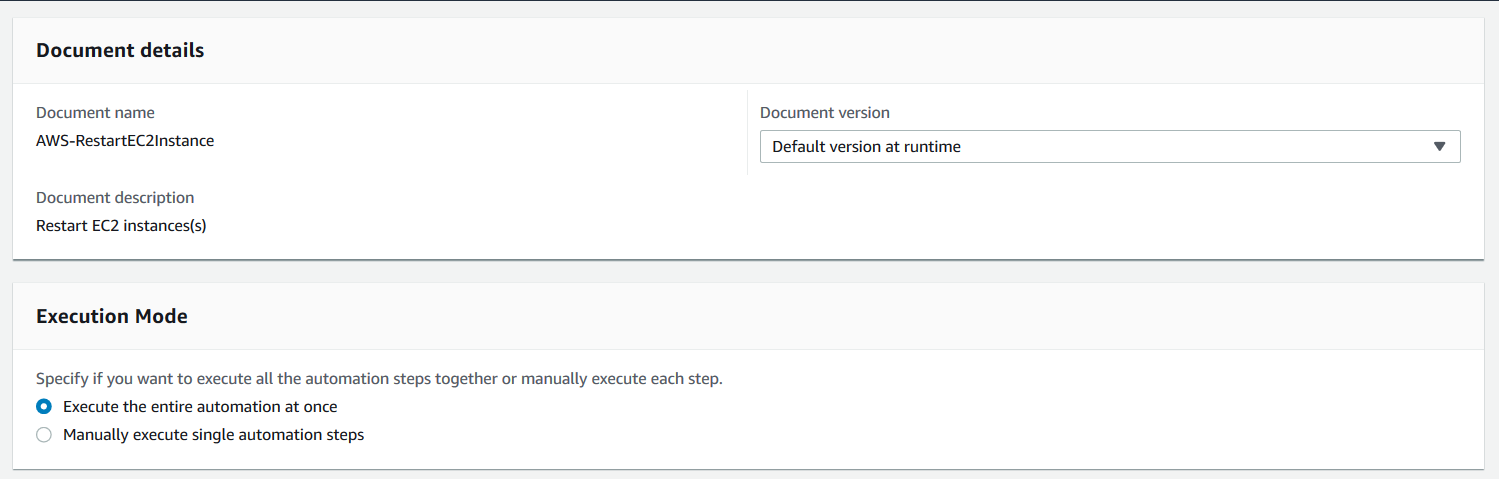 Document details
Document name
AWS-RestartEC2Instance
Document version
Default version at runtime
Document description
Restart EC2 instances(s)
Execution Mode
Specify if you want to execute all the automation steps together or manually execute each step.
Execute the entire automation at once
Manually execute single automation steps